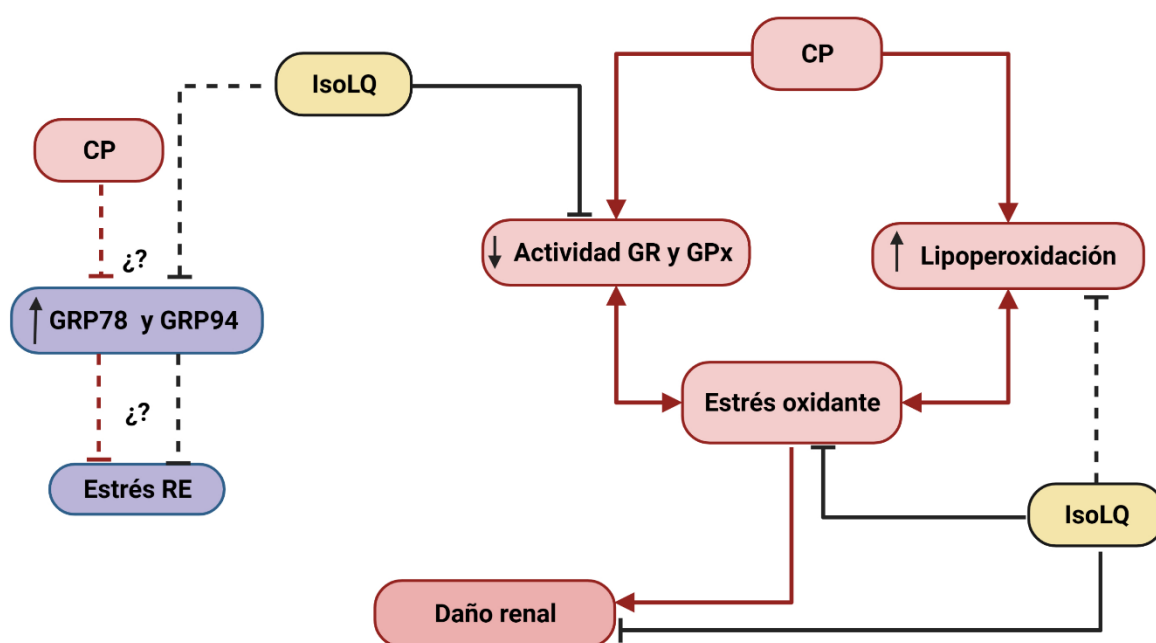 CP
IsoLQ
CP
¿?
↓ Actividad GR y GPx
↑ Lipoperoxidación
↑ GRP78 y GRP94
¿?
Estrés oxidante
Estrés RE
IsoLQ
Daño renal